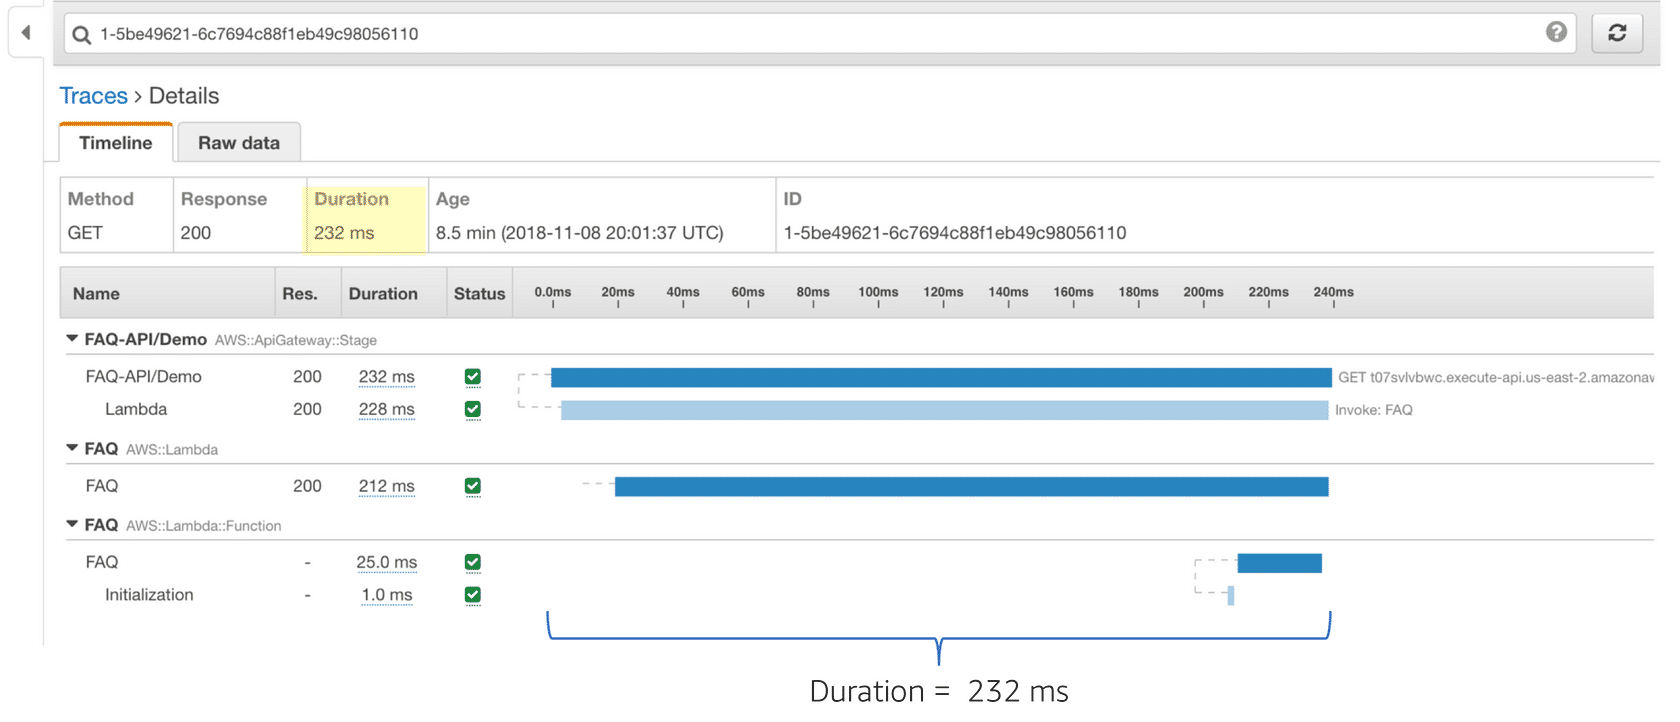 1-5be49621-6c7694c88f1eb49c98056110 ?
Traces › Details
Timeline Raw data
Method Response Duration Age ID
GET 200 232 ms 8.5 min (2018-11-08 20:01:37 UTC) 1-5be49621-6c7694c88f1eb49c98056110
Name Res. Duration Status 0.0ms 20ms 40ms 60ms 80ms 100ms 120ms 140ms 160ms 180ms 200ms 220ms 240ms
FAQ-API/Demo AWS::ApiGateway::Stage
FAQ-API/Demo 200 232 ms GET t07svlvbwc.execute-api.us-east-2.amazonaw
Lambda 200 228 ms Invoke: FAQ
FAQ AWS::Lambda
FAQ 200 212 ms
FAQ AWS::Lambda::Function
FAQ - 25.0 ms
Initialization - 1.0 ms
Duration = 232 ms